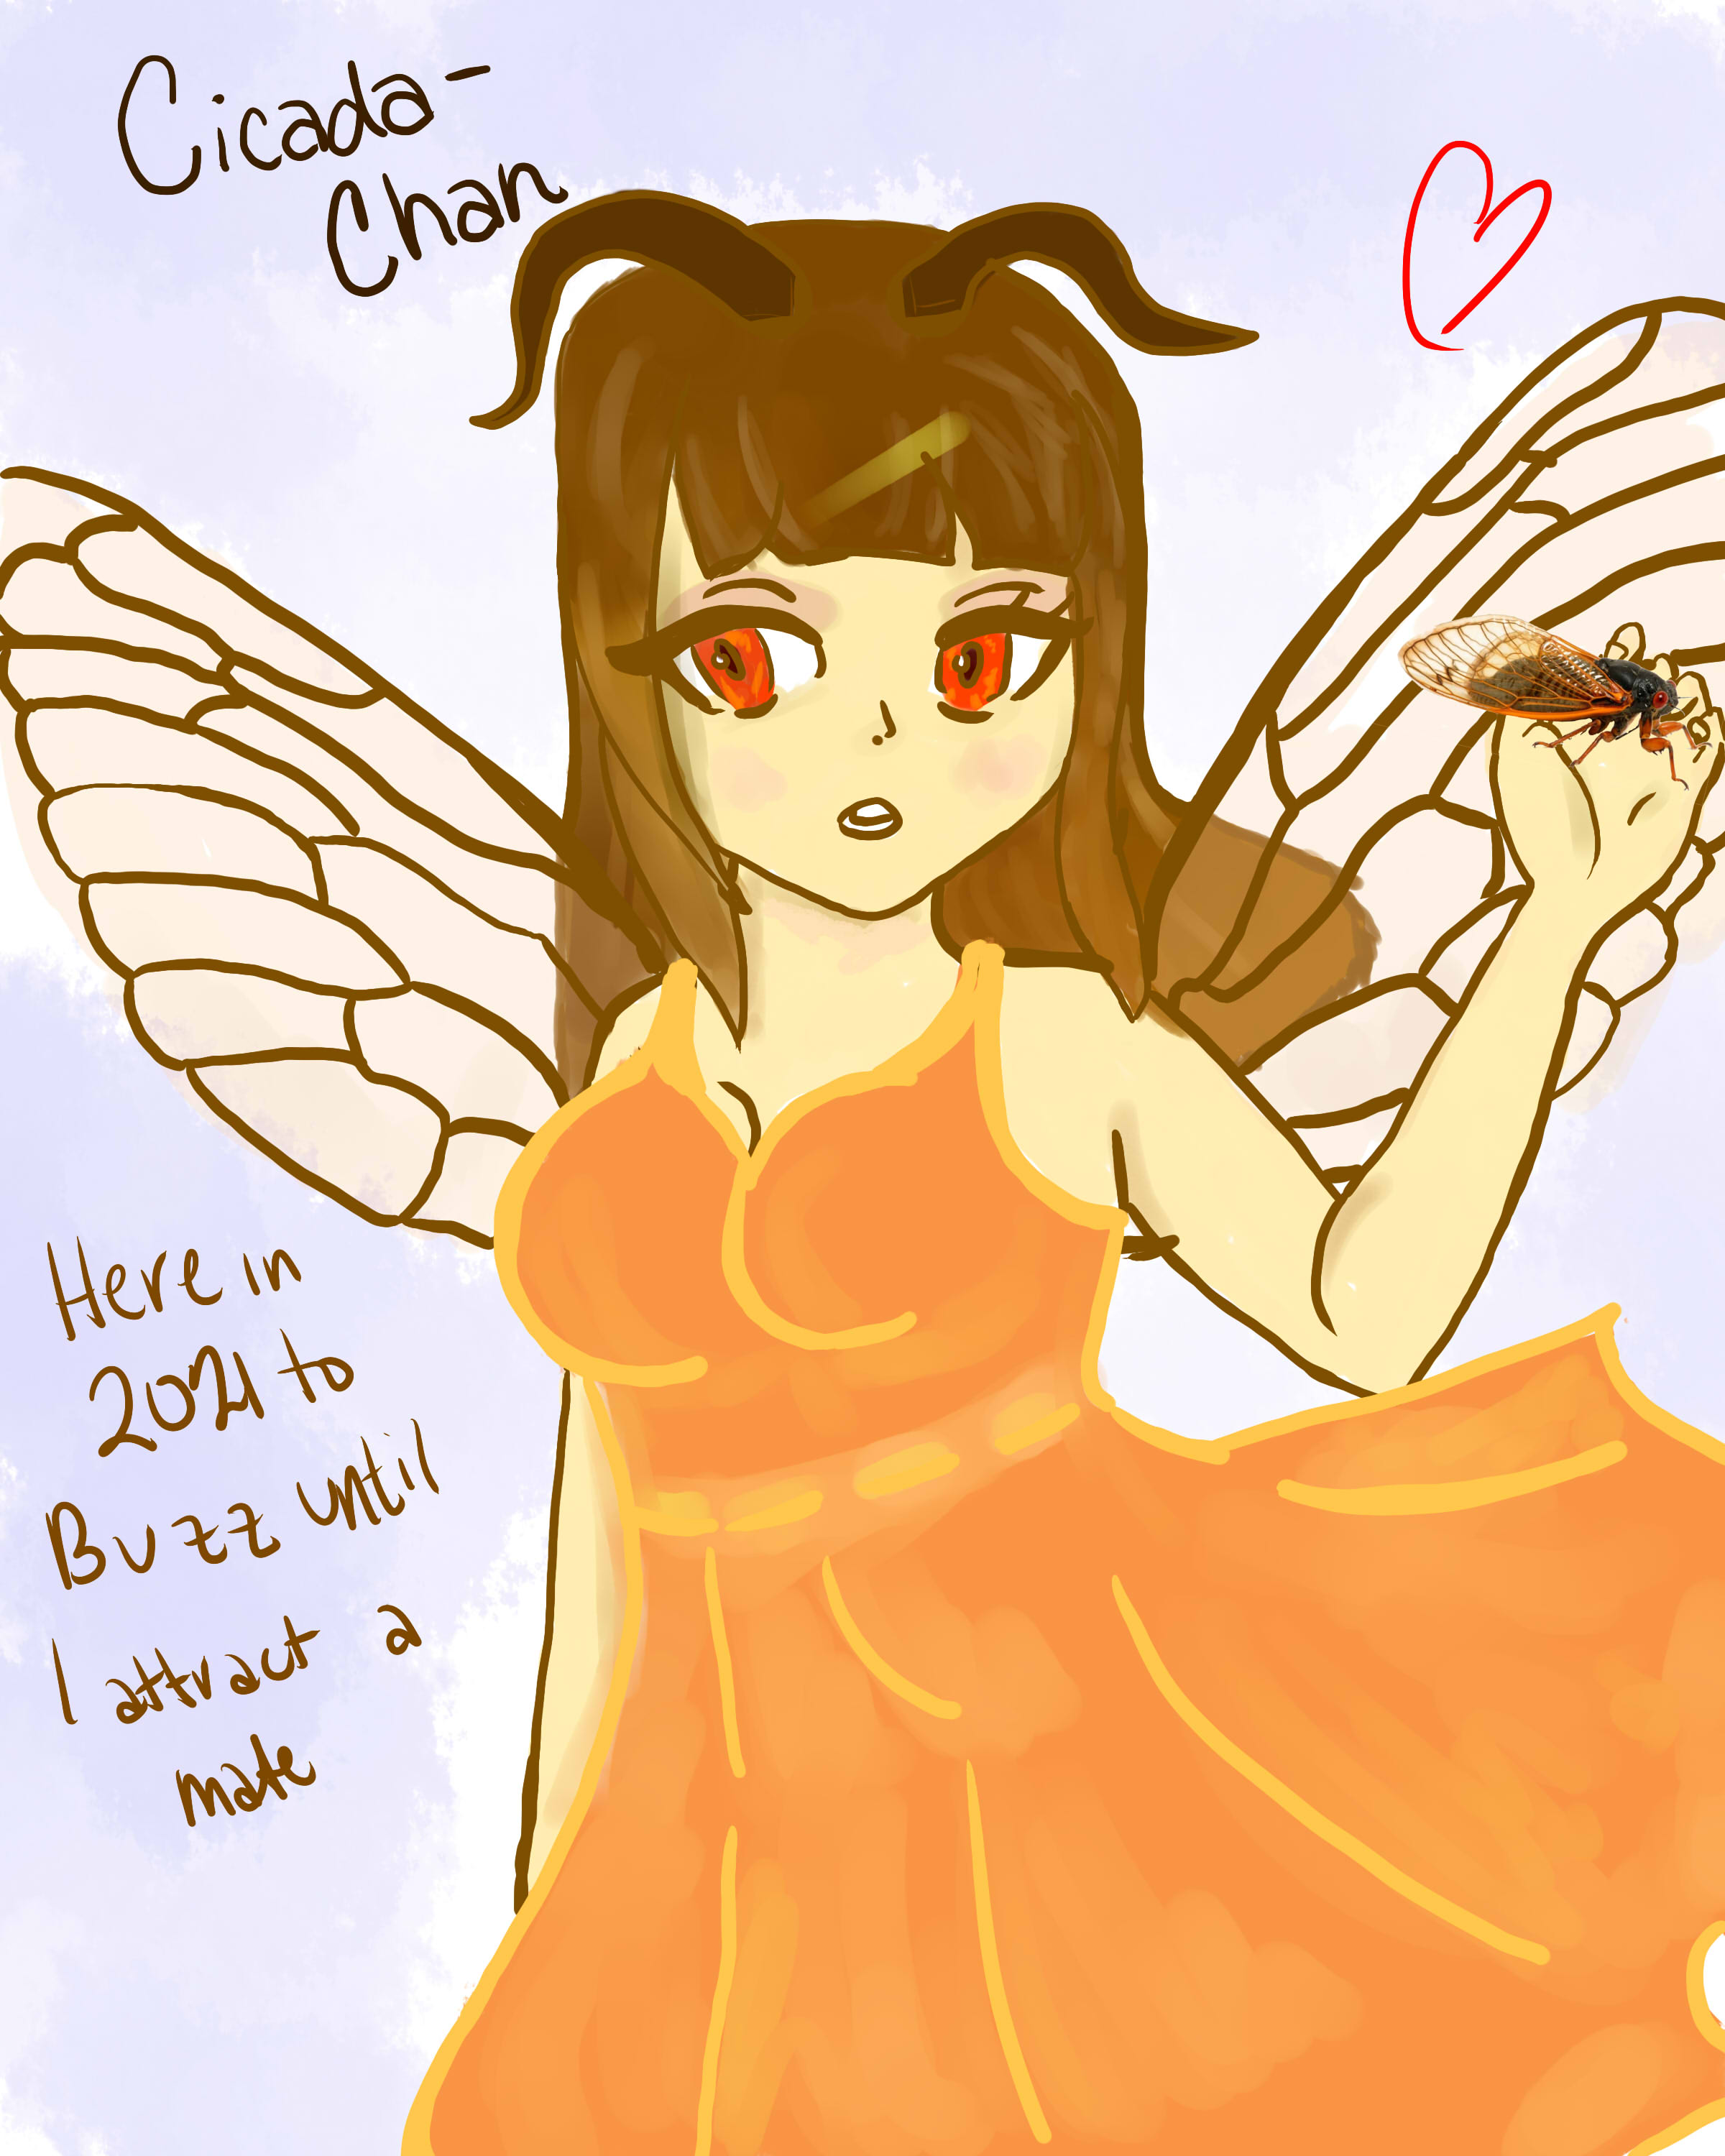 Cicada-
Chan
Here in
2021 to
Buzz until
I attract a
mate